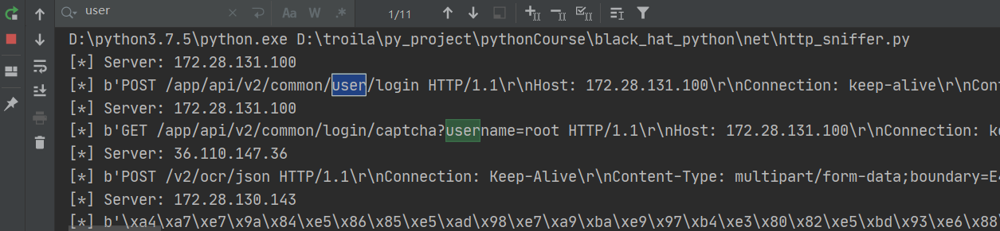 user
Aa W .*
1/11
D:\python3.7.5\python.exe D:\troila\py_project\pythonCourse\black_hat_python\net\http_sniffer.py
[*] Server: 172.28.131.100
[*] b'POST /app/api/v2/common/user/login HTTP/1.1\r\nHost: 172.28.131.100\r\nConnection: keep-alive\r\nCont
[*] Server: 172.28.131.100
[*] b'GET /app/api/v2/common/login/captcha?username=root HTTP/1.1\r\nHost: 172.28.131.100\r\nConnection: ke
[*] Server: 36.110.147.36
[*] b'POST /v2/ocr/json HTTP/1.1\r\nConnection: Keep-Alive\r\nContent-Type: multipart/form-data;boundary=E4
[*] Server: 172.28.130.143
[*] b'\xa4\xa7\xe7\x9a\x84\xe5\x86\x85\xe5\xad\x98\xe7\xa9\xba\xe9\x97\xb4\xe3\x80\x82\xe5\xbd\x93\xe6\x88